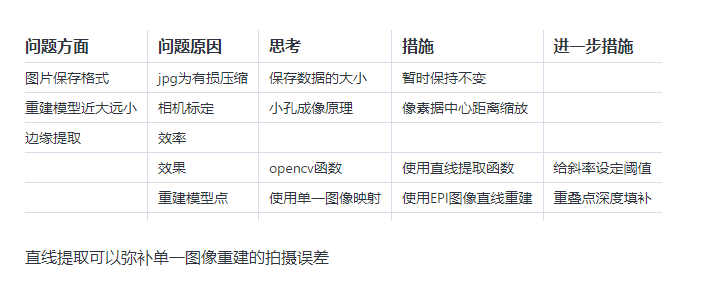 问题方面 问题原因 思考 措施 进一步措施
图片保存格式 jpg为有损压缩 保存数据的大小 暂时保持不变
重建模型近大远小 相机标定 小孔成像原理 像素据中心距离缩放
边缘提取 效率
效果 opencv函数 使用直线提取函数 给斜率设定阈值
重建模型点 使用单一图像映射 使用EPI图像直线重建 重叠点深度填补
直线提取可以弥补单一图像重建的拍摄误差